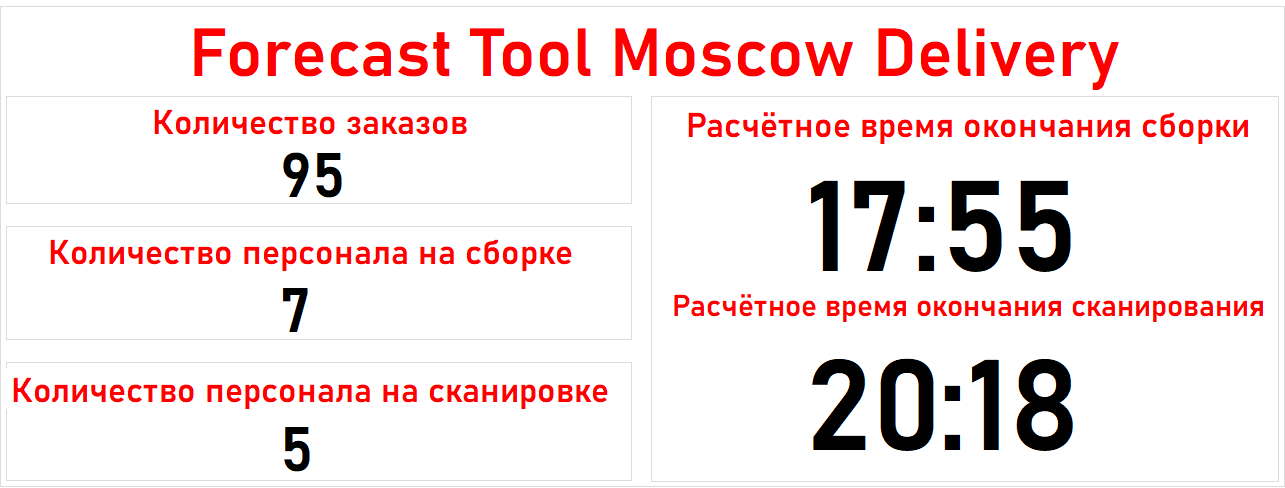 Forecast Tool Moscow Delivery
Количество заказов
95
Количество персонала на сборке
7
Количество персонала на сканировке
5
Расчётное время окончания сборки
17:55
Расчётное время окончания сканирования
20:18